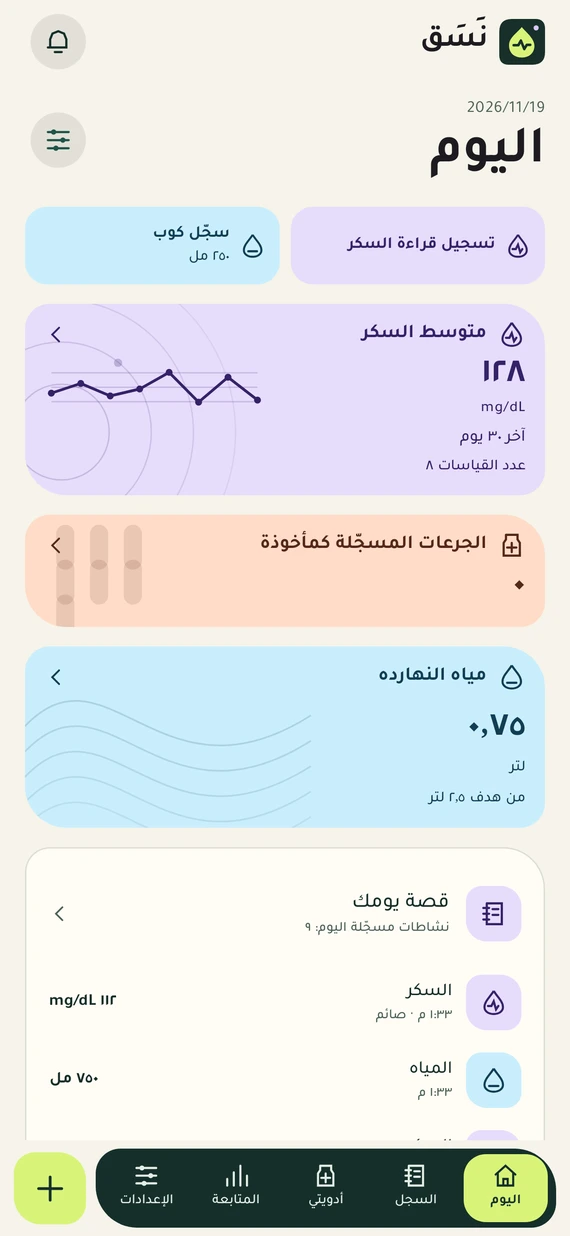 نَسَق
2026/11/19
اليوم
تسجيل قراءة السكر
سجّل كوب
٢٥٠ مل
متوسط السكر
١٢٨
mg/dL
آخر ٣٠ يوم
عدد القياسات ٨
الجرعات المسجّلة كمأخوذة
٠
مياه النهارده
٠,٧٥
لتر
من هدف ٢,٥ لتر
قصة يومك
نشاطات مسجّلة اليوم: ٩
السكر
١:٣٣ م · صائم
١١٢ mg/dL
المياه
١:٣٣ م
٧٥٠ مل
اليوم
السجل
أدويتي
المتابعة
الإعدادات